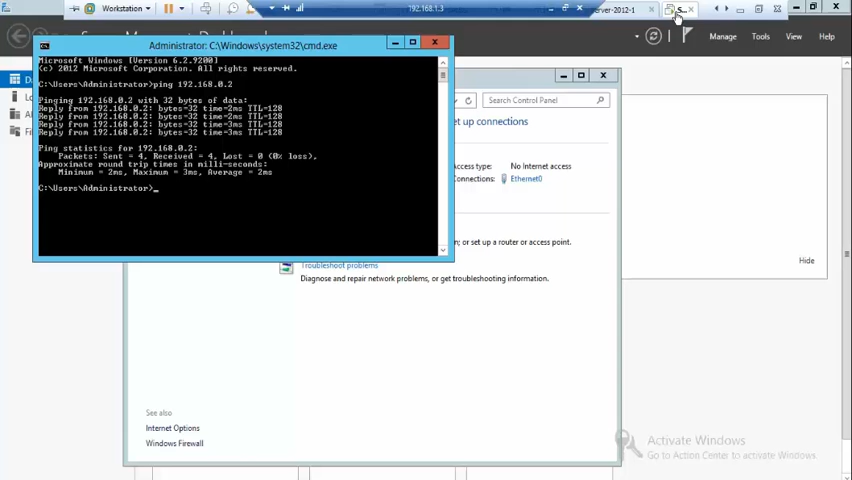 Workstation
192.168.1.3
erver-2012-1
S...
Manage
Tools
View
Help
Administrator: C:\Windows\system32\cmd.exe
Microsoft Windows [Version 6.2.9200]
(c) 2012 Microsoft Corporation. All rights reserved.
C:\Users\Administrator>ping 192.168.0.2
Pinging 192.168.0.2 with 32 bytes of data:
Reply from 192.168.0.2: bytes=32 time=2ms TTL=128
Reply from 192.168.0.2: bytes=32 time=3ms TTL=128
Reply from 192.168.0.2: bytes=32 time=2ms TTL=128
Reply from 192.168.0.2: bytes=32 time=3ms TTL=128
Ping statistics for 192.168.0.2:
Packets: Sent = 4, Received = 4, Lost = 0 (0% loss),
Approximate round trip times in milli-seconds:
Minimum = 2ms, Maximum = 3ms, Average = 2ms
C:\Users\Administrator>_
Search Control Panel
et up connections
Access type: No Internet access
Connections: Ethernet0
n; or set up a router or access point.
Hide
Troubleshoot problems
Diagnose and repair network problems, or get troubleshooting information.
See also
Internet Options
Windows Firewall
Activate Windows
Go to Action Center to activate Windows.